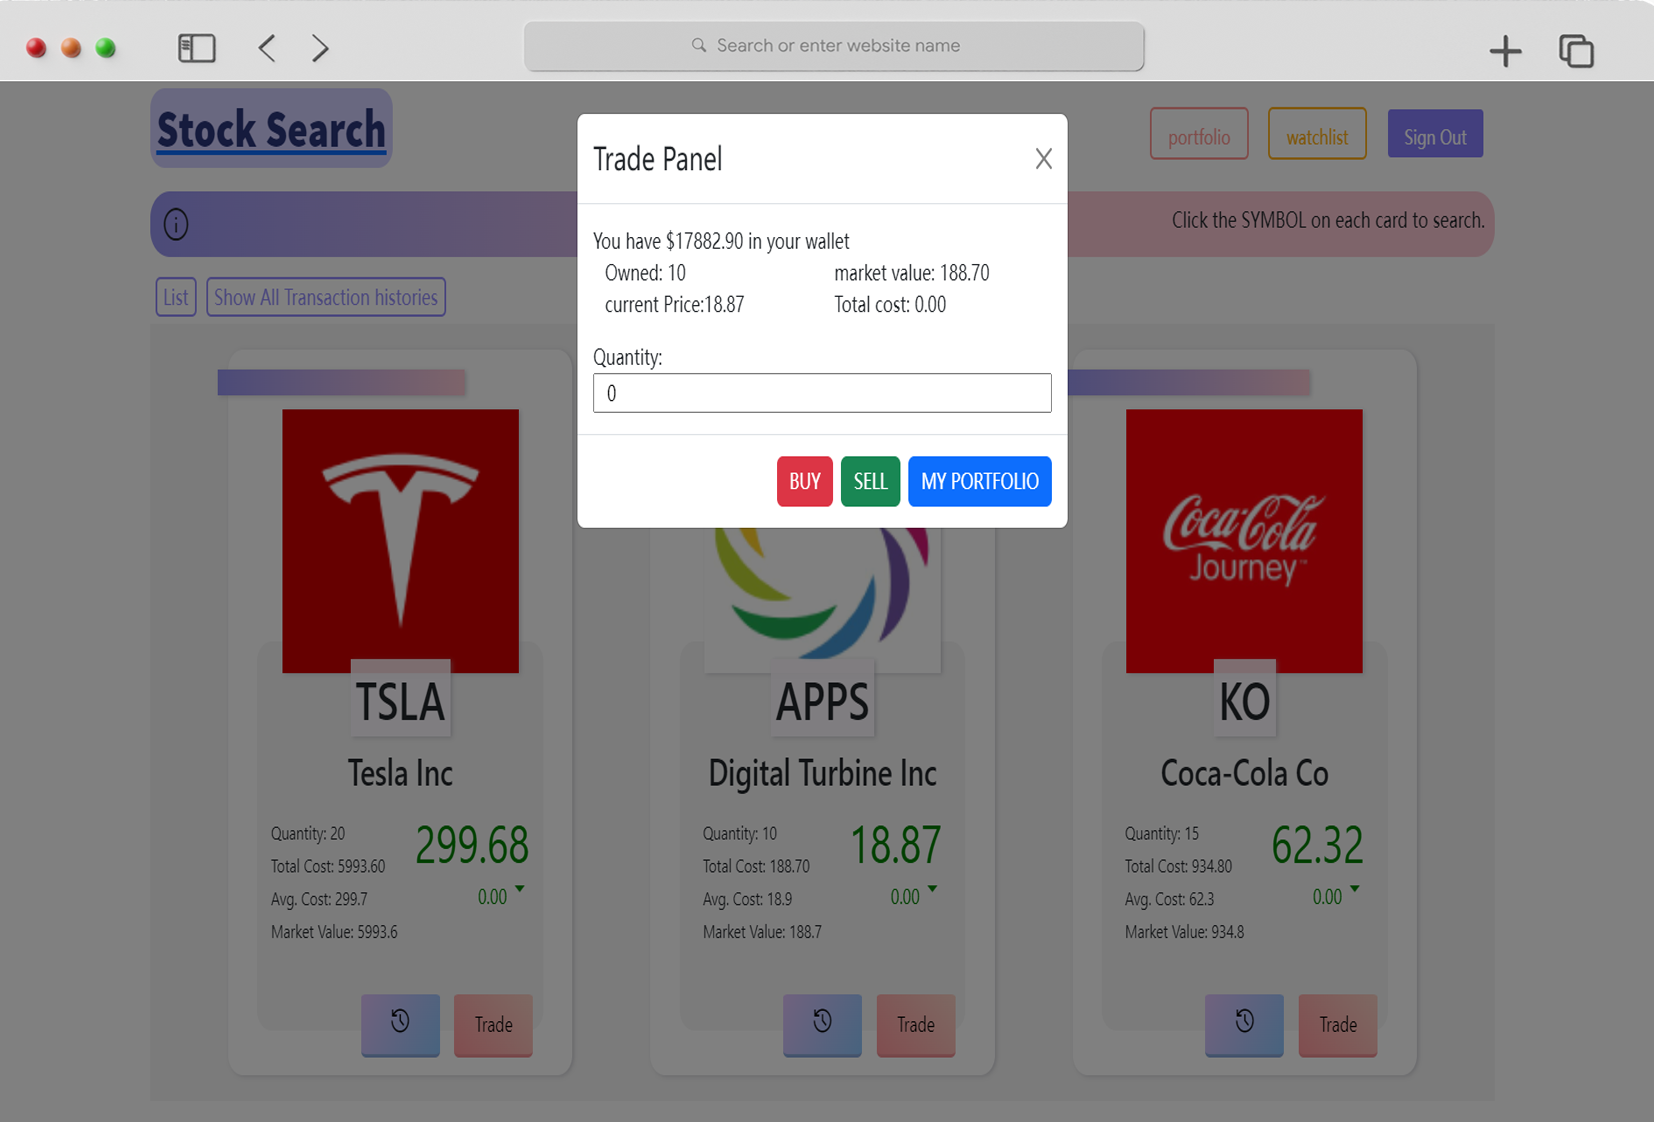 Search or enter website name
Stock Search
portfolio
watchlist
Sign Out
Click the SYMBOL on each card to search.
List
Show All Transaction histories
Trade Panel
X
You have $17882.90 in your wallet
Owned: 10
market value: 188.70
current Price:18.87
Total cost: 0.00
Quantity:
0
BUY
SELL
MY PORTFOLIO
TSLA
Tesla Inc
Quantity: 20
Total Cost: 5993.60
Avg. Cost: 299.7
Market Value: 5993.6
299.68
0.00
Trade
APPS
Digital Turbine Inc
Quantity: 10
Total Cost: 188.70
Avg. Cost: 18.9
Market Value: 188.7
18.87
0.00
Trade
Coca-Cola
Journey™
KO
Coca-Cola Co
Quantity: 15
Total Cost: 934.80
Avg. Cost: 62.3
Market Value: 934.8
62.32
0.00
Trade